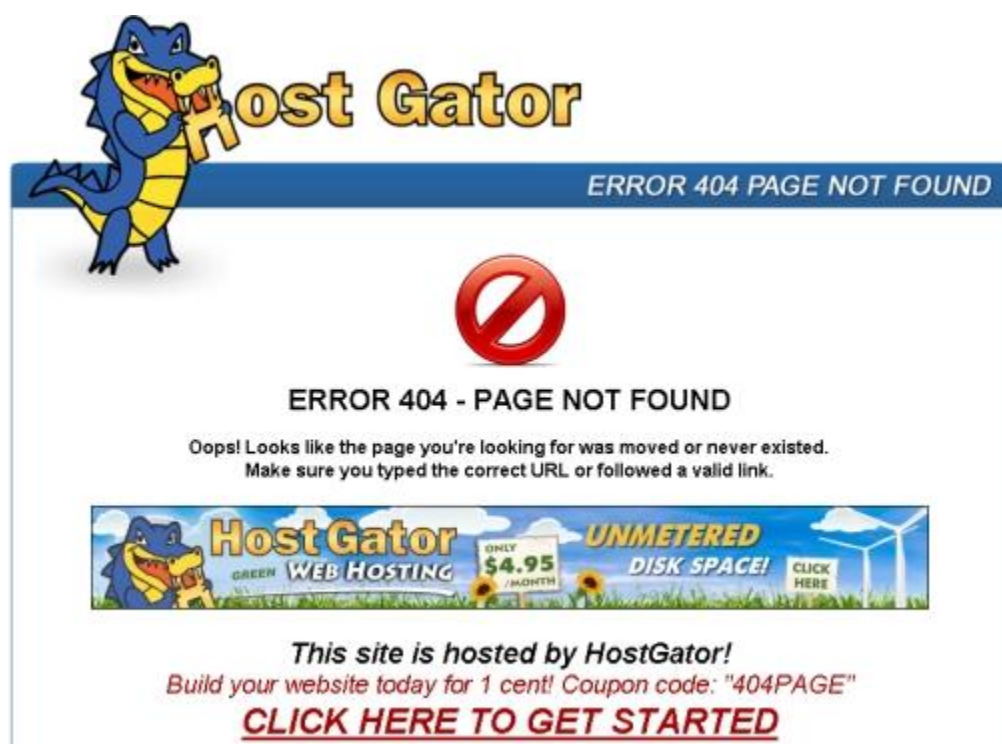 Host Gator
ERROR 404 PAGE NOT FOUND
ERROR 404 - PAGE NOT FOUND
Oops! Looks like the page you're looking for was moved or never existed.
Make sure you typed the correct URL or followed a valid link.
HostGator
GREEN WEB HOSTING
ONLY
$4.95
/MONTH
UNMETERED
DISK SPACE!
CLICK
HERE
This site is hosted by HostGator!
Build your website today for 1 cent! Coupon code: "404PAGE"
CLICK HERE TO GET STARTED